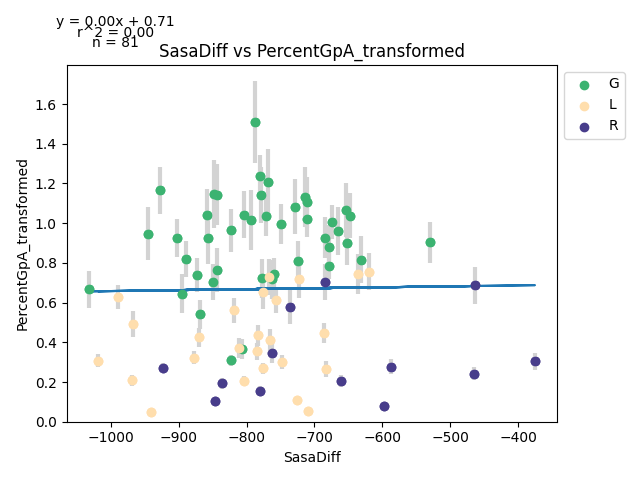 y = 0.00x + 0.71
r^2 = 0.00
n = 81
SasaDiff vs PercentGpA_transformed
G
L
R
PercentGpA_transformed
1.6
1.4
1.2
1.0
0.8
0.6
0.4
0.2
0.0
−1000 −900 −800 −700 −600 −500 −400
SasaDiff